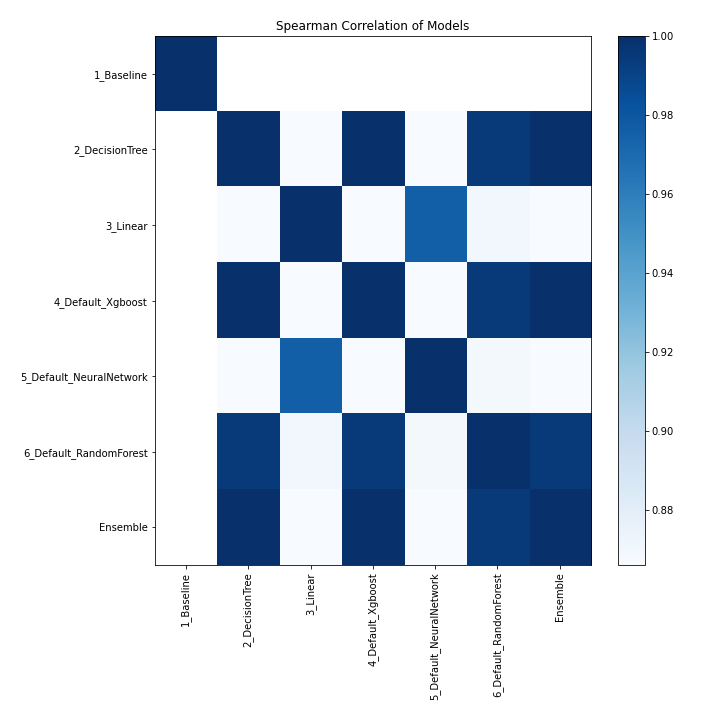 Spearman Correlation of Models
1_Baseline
2_DecisionTree
3_Linear
4_Default_Xgboost
5_Default_NeuralNetwork
6_Default_RandomForest
Ensemble
1_Baseline
2_DecisionTree
3_Linear
4_Default_Xgboost
5_Default_NeuralNetwork
6_Default_RandomForest
Ensemble
1.00
0.98
0.96
0.94
0.92
0.90
0.88